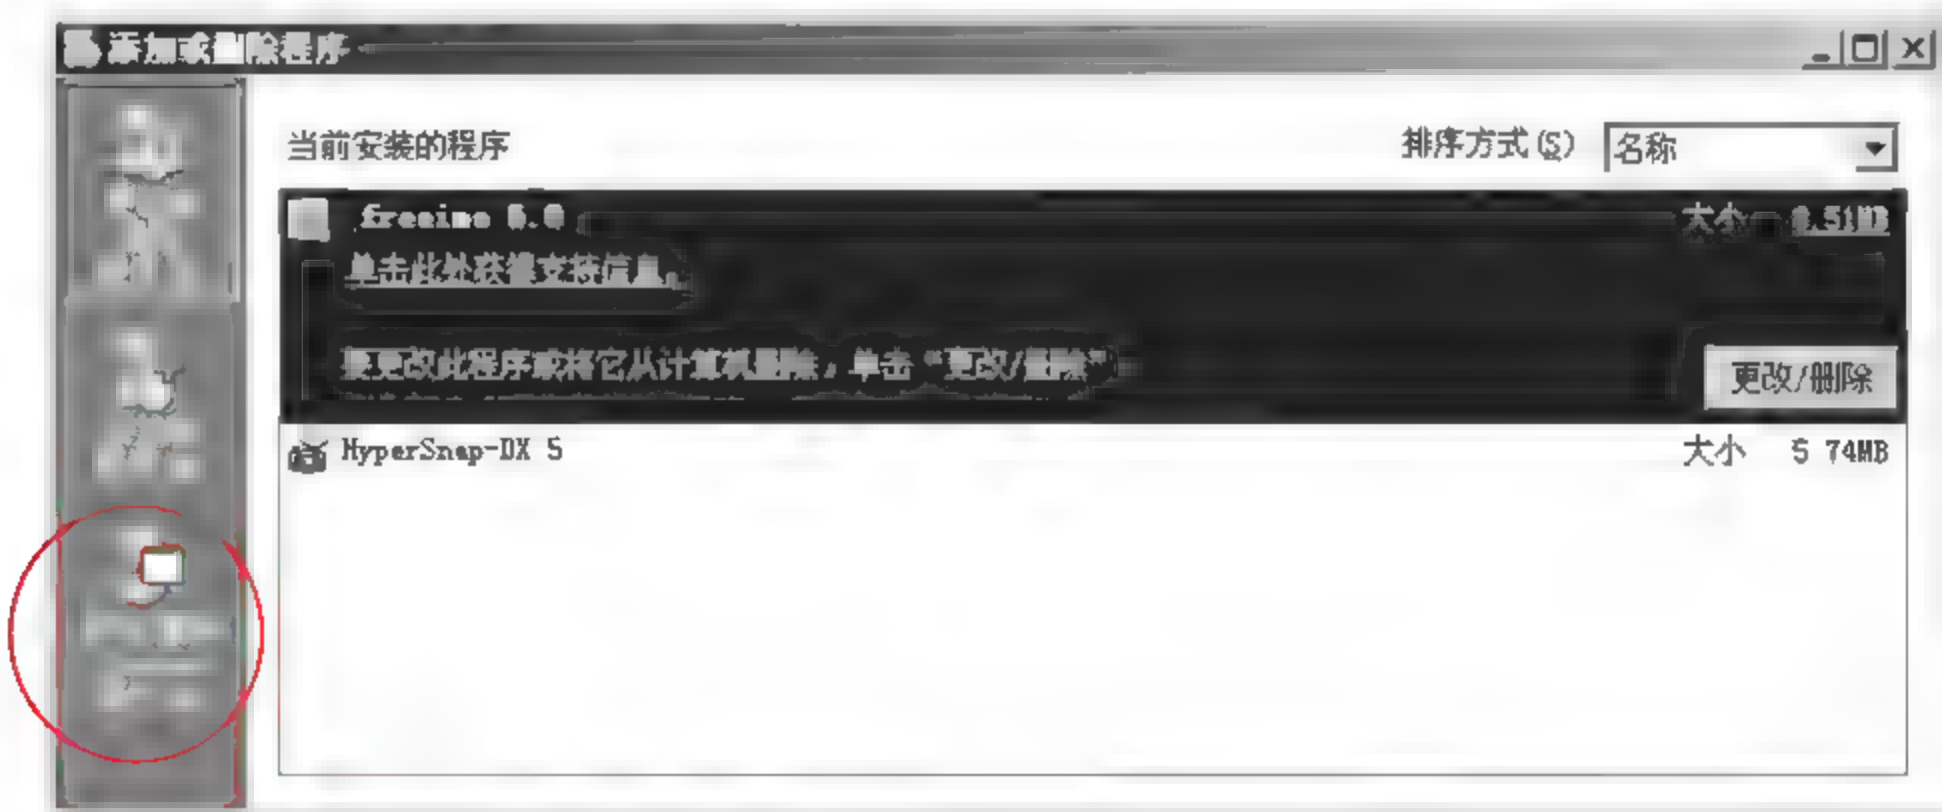 添加或删除程序
当前安装的程序 排序方式(S) 名称
freeime 6.0 大小 8.51MB
单击此处获得支持信息。
要更改此程序或将它从计算机删除，单击“更改/删除”
更改/删除
HyperSnap-DX 5 大小 5 74MB